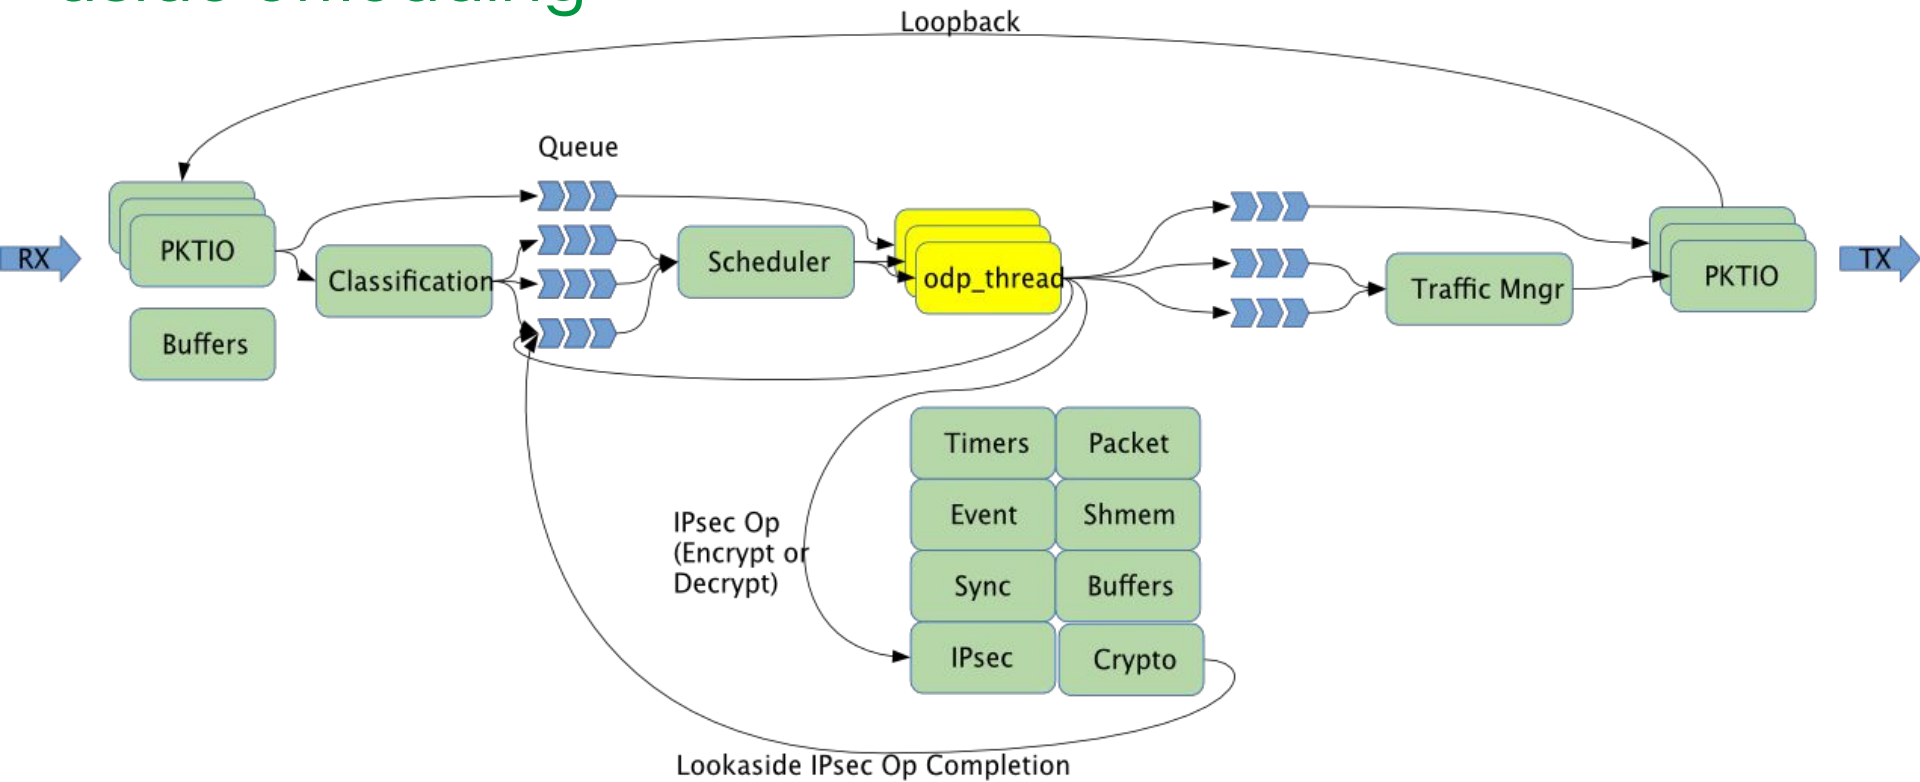 Loopback
Queue
RX
PKTIO
Classification
Scheduler
odp_thread
Traffic Mngr
PKTIO
TX
Buffers
Timers
Packet
Event
Shmem
IPsec Op
(Encrypt or
Decrypt)
Sync
Buffers
IPsec
Crypto
Lookaside IPsec Op Completion